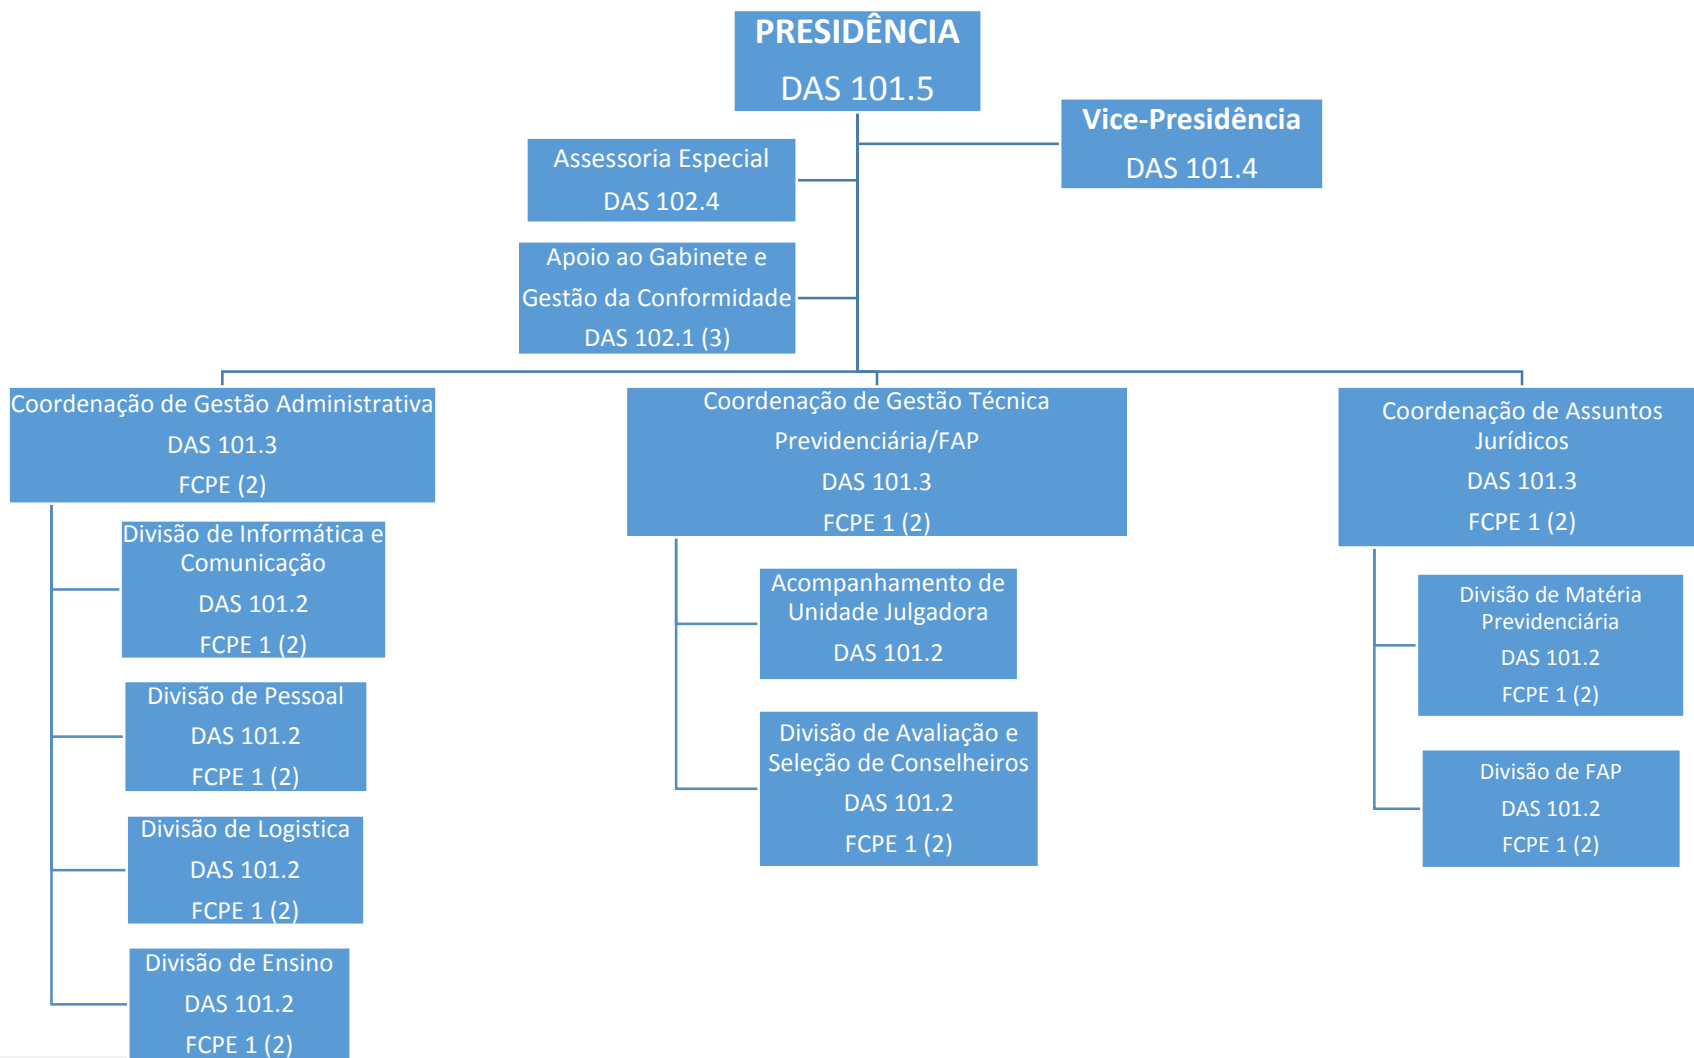 PRESIDÊNCIA
DAS 101.5
Vice-Presidência
DAS 101.4
Assessoria Especial
DAS 102.4
Apoio ao Gabinete e
Gestão da Conformidade
DAS 102.1 (3)
Coordenação de Gestão Administrativa
DAS 101.3
FCPE (2)
Divisão de Informática e
Comunicação
DAS 101.2
FCPE 1 (2)
Divisão de Pessoal
DAS 101.2
FCPE 1 (2)
Divisão de Logistica
DAS 101.2
FCPE 1 (2)
Divisão de Ensino
DAS 101.2
FCPE 1 (2)
Coordenação de Gestão Técnica
Previdenciária/FAP
DAS 101.3
FCPE 1 (2)
Acompanhamento de
Unidade Julgadora
DAS 101.2
Divisão de Avaliação e
Seleção de Conselheiros
DAS 101.2
FCPE 1 (2)
Coordenação de Assuntos
Jurídicos
DAS 101.3
FCPE 1 (2)
Divisão de Matéria
Previdenciária
DAS 101.2
FCPE 1 (2)
Divisão de FAP
DAS 101.2
FCPE 1 (2)